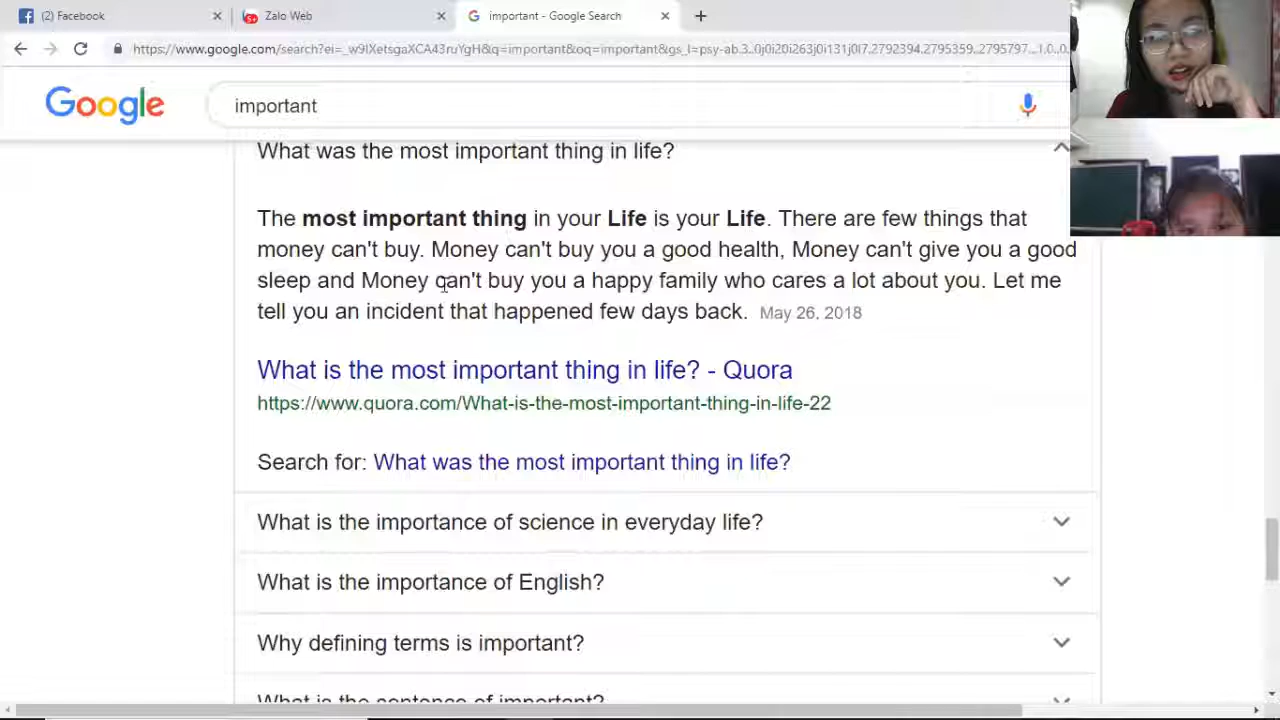 (2) Facebook
Zalo Web
important - Google Search
https://www.google.com/search?ei=_w9IXetsgaXCA43ruYgH&q=important&oq=important&gs_l=psy-ab.3..0j0i20i263j0i131j0l7.2792394.2795359..2795797...1.0..0.
Google
important
What was the most important thing in life?
The most important thing in your Life is your Life. There are few things that
money can't buy. Money can't buy you a good health, Money can't give you a good
sleep and Money can't buy you a happy family who cares a lot about you. Let me
tell you an incident that happened few days back. May 26, 2018
What is the most important thing in life? - Quora
https://www.quora.com/What-is-the-most-important-thing-in-life-22
Search for: What was the most important thing in life?
What is the importance of science in everyday life?
What is the importance of English?
Why defining terms is important?
What is the sentence of important?